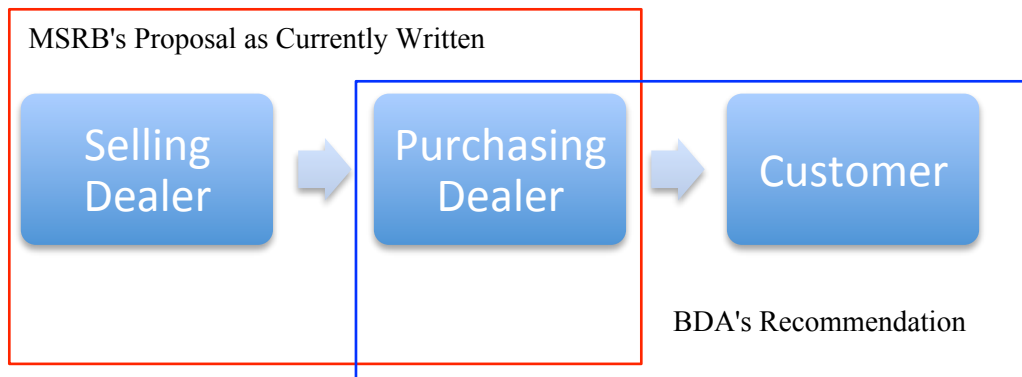 MSRB's Proposal as Currently Written
Selling
Dealer
Purchasing
Dealer
Customer
BDA's Recommendation